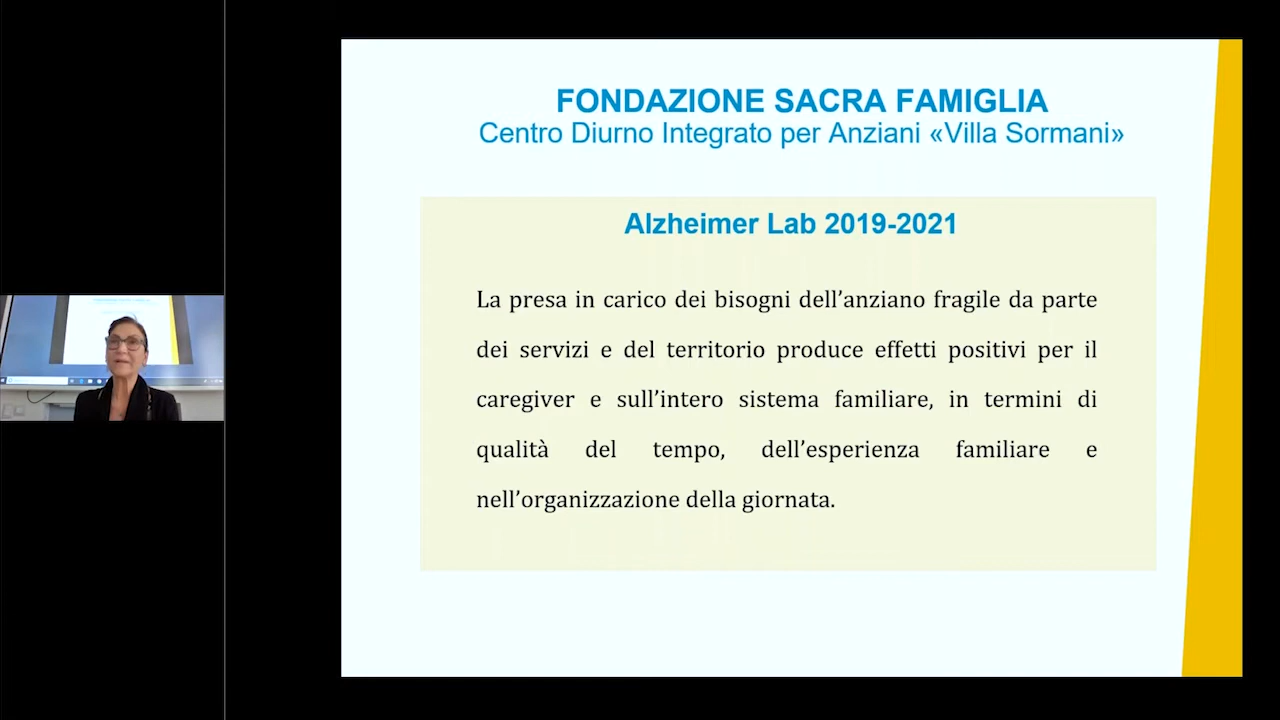 FONDAZIONE SACRA FAMIGLIA
Centro Diurno Integrato per Anziani «Villa Sormani»
Alzheimer Lab 2019-2021
La presa in carico dei bisogni dell’anziano fragile da parte
dei servizi e del territorio produce effetti positivi per il
caregiver e sull’intero sistema familiare, in termini di
qualità del tempo, dell’esperienza familiare e
nell’organizzazione della giornata.